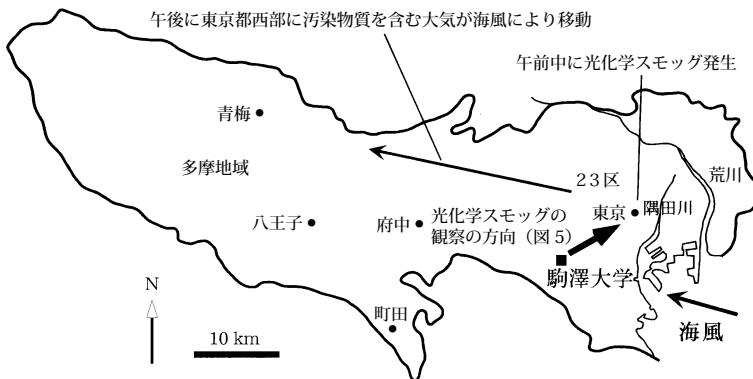 午後に東京都西部に汚染物質を含む大気が海風により移動
午前中に光化学スモッグ発生
青梅
多摩地域
荒川
23区
東京
隅田川
八王子
府中
光化学スモッグの
観察の方向（図5）
駒澤大学
N
町田
10 km
海風